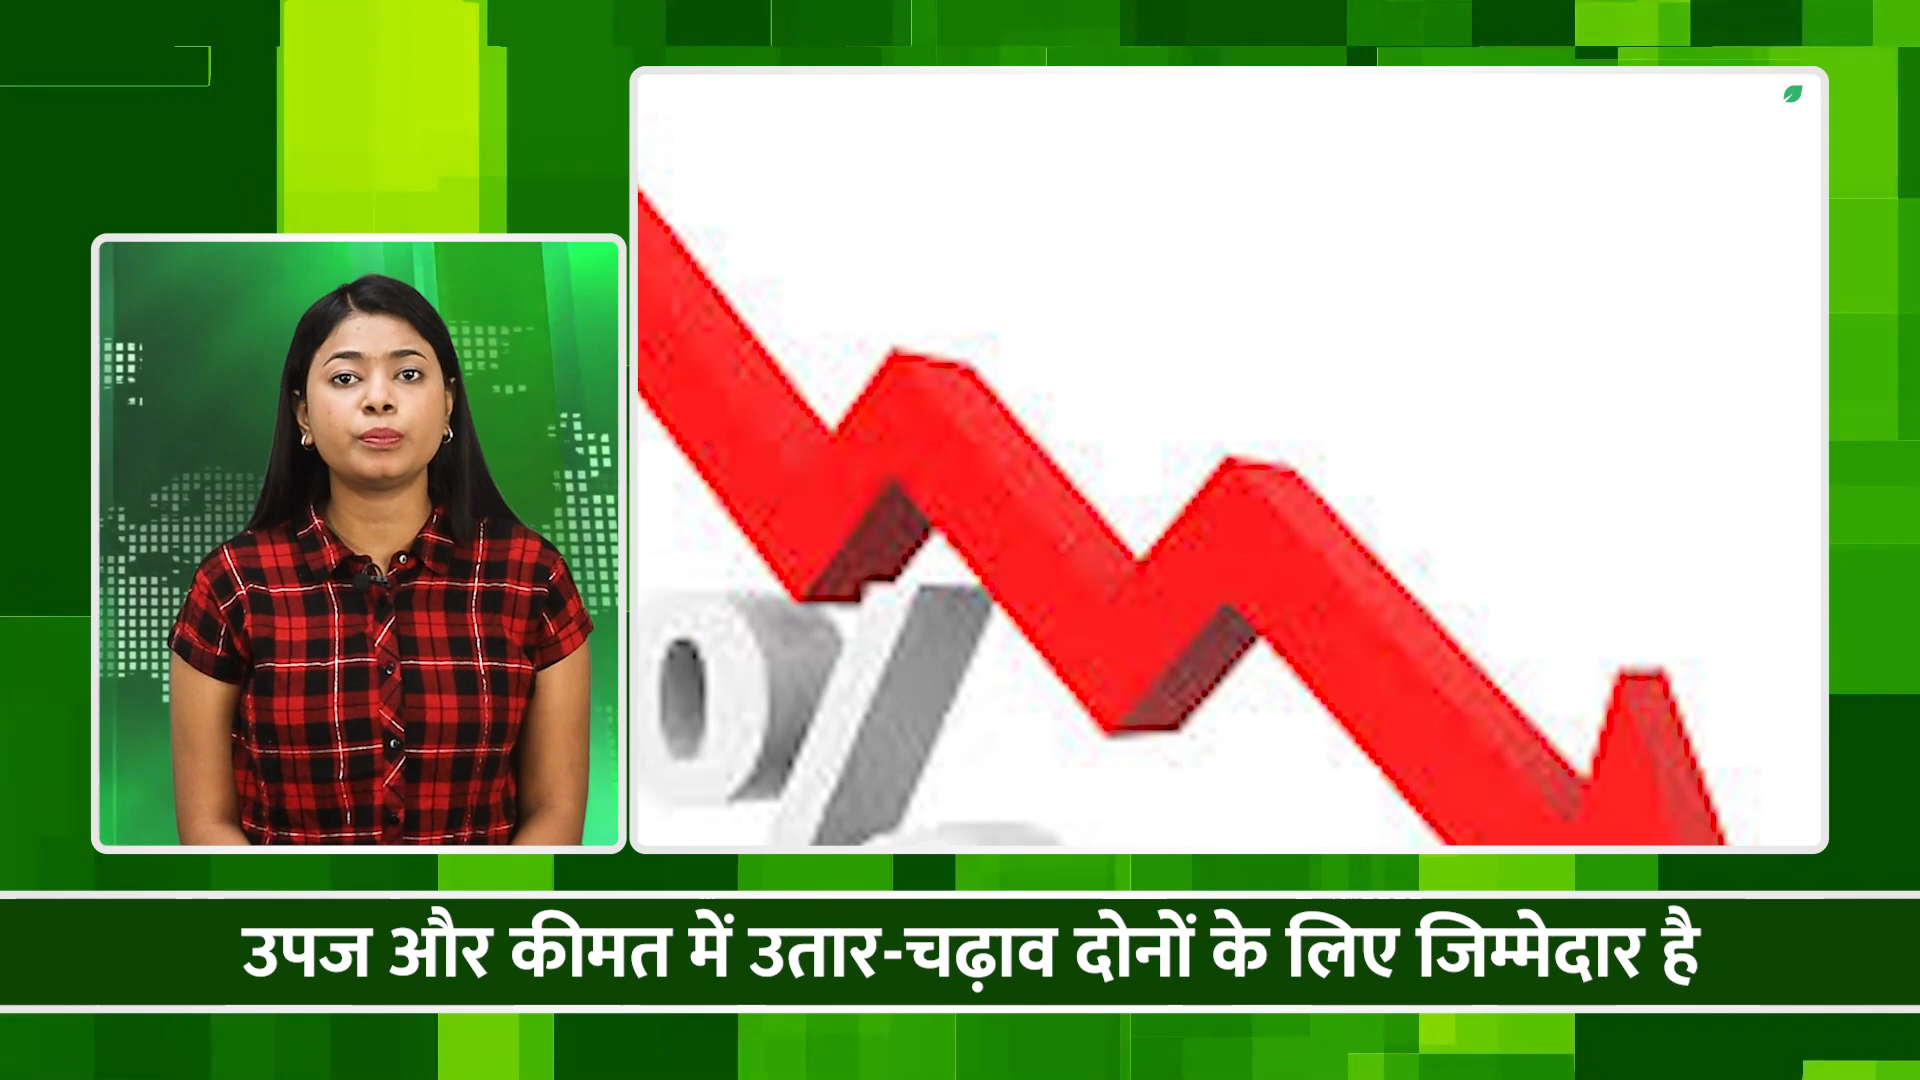 %
उपज और कीमत में उतार-चढ़ाव दोनों के लिए जिम्मेदार है